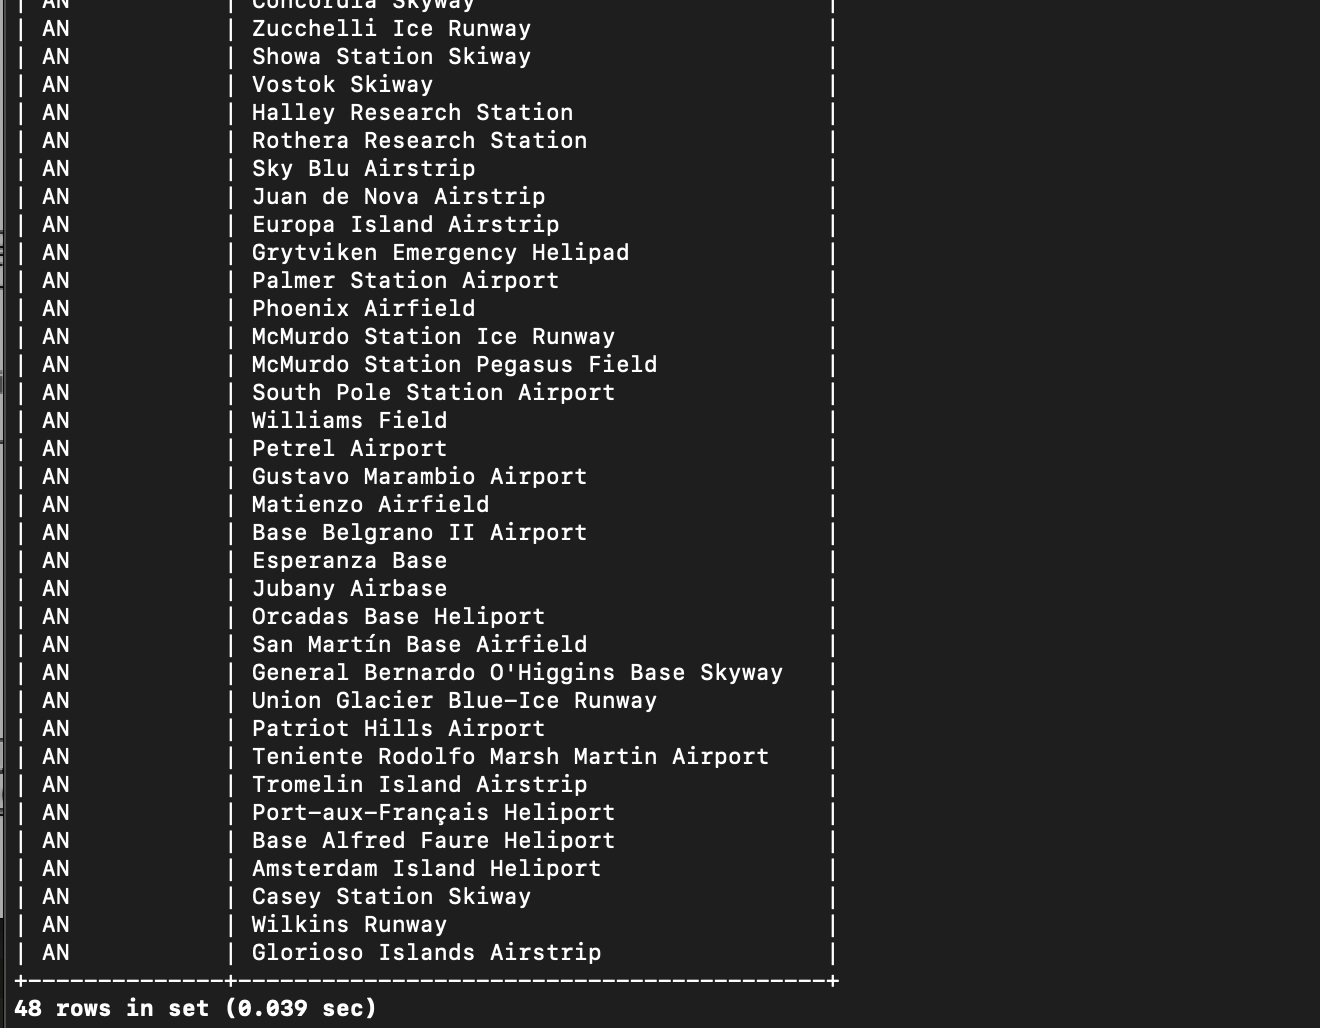 | AN            | Concordia Skyway                          |
| AN            | Zucchelli Ice Runway                      |
| AN            | Showa Station Skiway                      |
| AN            | Vostok Skiway                             |
| AN            | Halley Research Station                   |
| AN            | Rothera Research Station                  |
| AN            | Sky Blu Airstrip                          |
| AN            | Juan de Nova Airstrip                     |
| AN            | Europa Island Airstrip                    |
| AN            | Grytviken Emergency Helipad               |
| AN            | Palmer Station Airport                    |
| AN            | Phoenix Airfield                          |
| AN            | McMurdo Station Ice Runway                |
| AN            | McMurdo Station Pegasus Field             |
| AN            | South Pole Station Airport                |
| AN            | Williams Field                            |
| AN            | Petrel Airport                            |
| AN            | Gustavo Marambio Airport                  |
| AN            | Matienzo Airfield                         |
| AN            | Base Belgrano II Airport                  |
| AN            | Esperanza Base                            |
| AN            | Jubany Airbase                            |
| AN            | Orcadas Base Heliport                     |
| AN            | San Martín Base Airfield                  |
| AN            | General Bernardo O'Higgins Base Skyway    |
| AN            | Union Glacier Blue-Ice Runway             |
| AN            | Patriot Hills Airport                     |
| AN            | Teniente Rodolfo Marsh Martin Airport     |
| AN            | Tromelin Island Airstrip                  |
| AN            | Port-aux-Français Heliport                |
| AN            | Base Alfred Faure Heliport                |
| AN            | Amsterdam Island Heliport                 |
| AN            | Casey Station Skiway                      |
| AN            | Wilkins Runway                            |
| AN            | Glorioso Islands Airstrip                 |
+---------------+-------------------------------------------+
48 rows in set (0.039 sec)